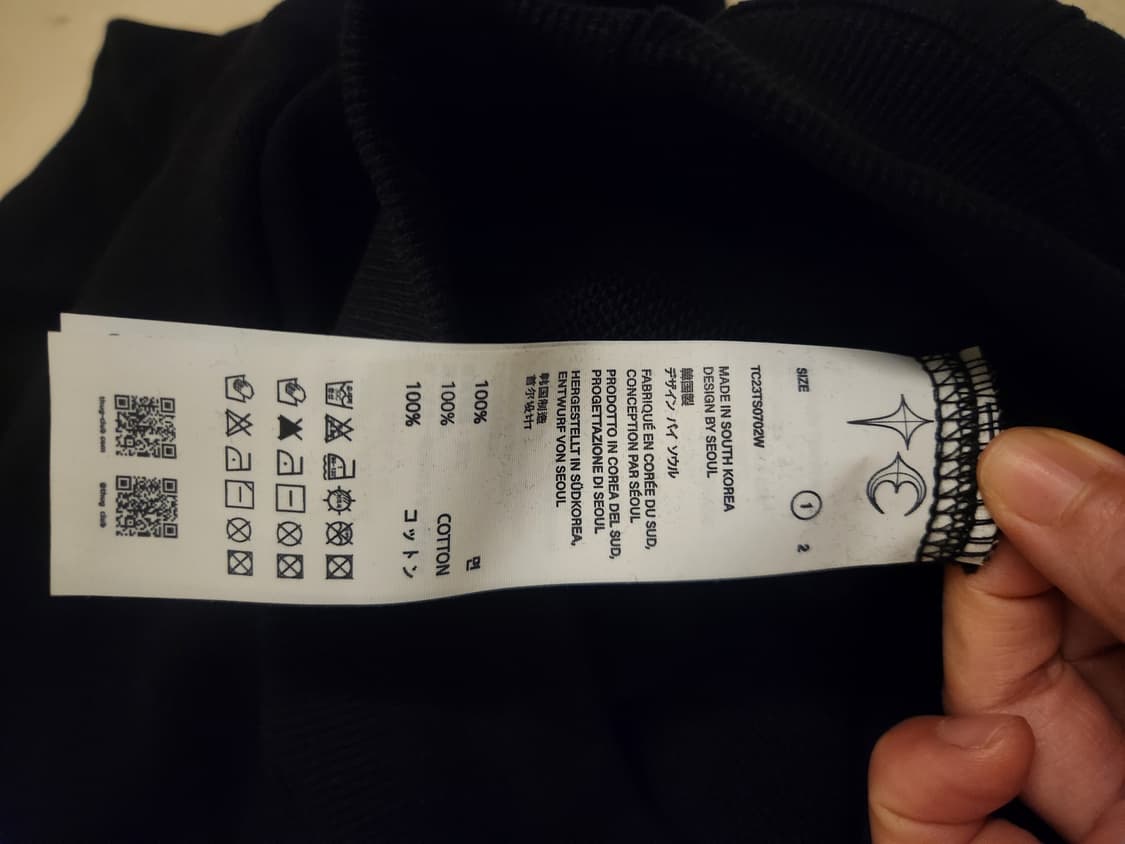 SIZE ① 2
TC23TS0702W
MADE IN SOUTH KOREA
DESIGN BY SEOUL
韓国製
デザイン バイ ソウル
FABRIQUÉ EN CORÉE DU SUD,
CONCEPTION PAR SÉOUL
PRODOTTO IN COREA DEL SUD,
PROGETTAZIONE DI SEOUL
HERGESTELLT IN SÜDKOREA,
ENTWURF VON SEOUL
韩国制造
首尔设计
100% 면
100% COTTON
100% コットン
thug-club com
@thug club